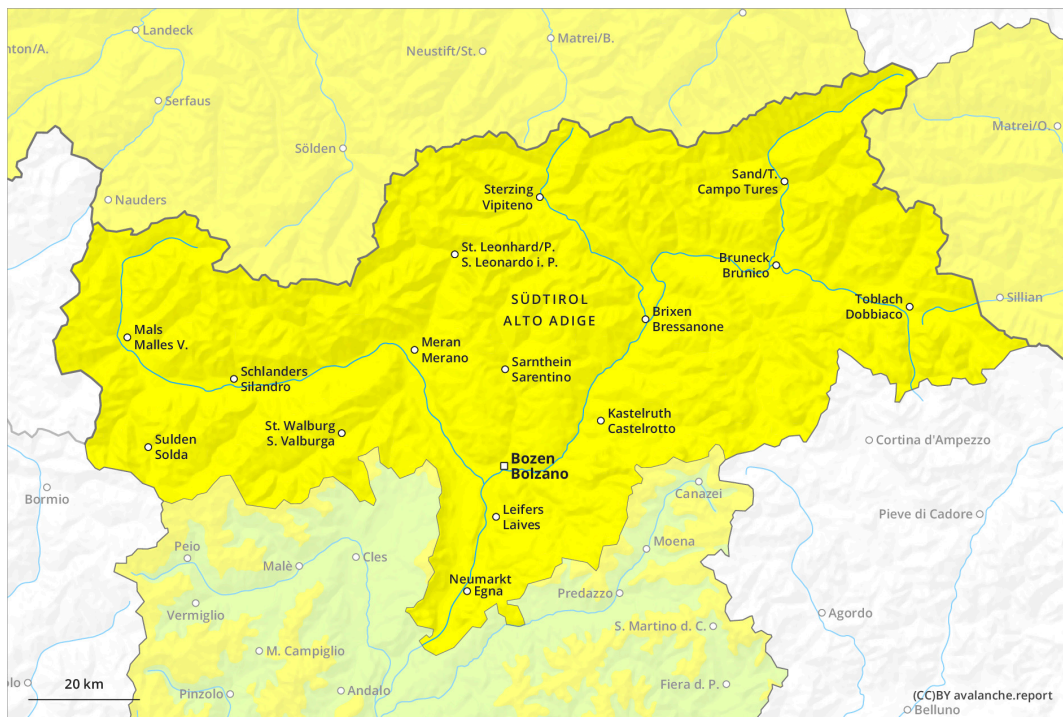 Landeck
nton/A.
Neustift/St.
Matrei/B.
Serfaus
Matrei/O.
Sölden
Nauders
Sand/T.
Campo Tures
Sterzing
Vipiteno
St. Leonhard/P.
S. Leonardo i. P.
Bruneck
Brunico
SÜDTIROL
ALTO ADIGE
Toblach
Dobbiaco
Sillian
Brixen
Bressanone
Mals
Malles V.
Meran
Merano
Sarnthein
Sarentino
Schlanders
Silandro
Kastelruth
Castelrotto
St. Walburg
S. Valburga
Sulden
Solda
Cortina d'Ampezzo
Bozen
Bolzano
Bormio
Canazei
Leifers
Laives
Pieve di Cadore
Peio
Malè
Cles
Moena
Neumarkt
Egna
Predazzo
Vermiglio
Agordo
S. Martino d. C.
M. Campiglio
20 km
olo
Pinzolo
Andalo
Fiera d. P.
(CC)BY avalanche.report
Belluno